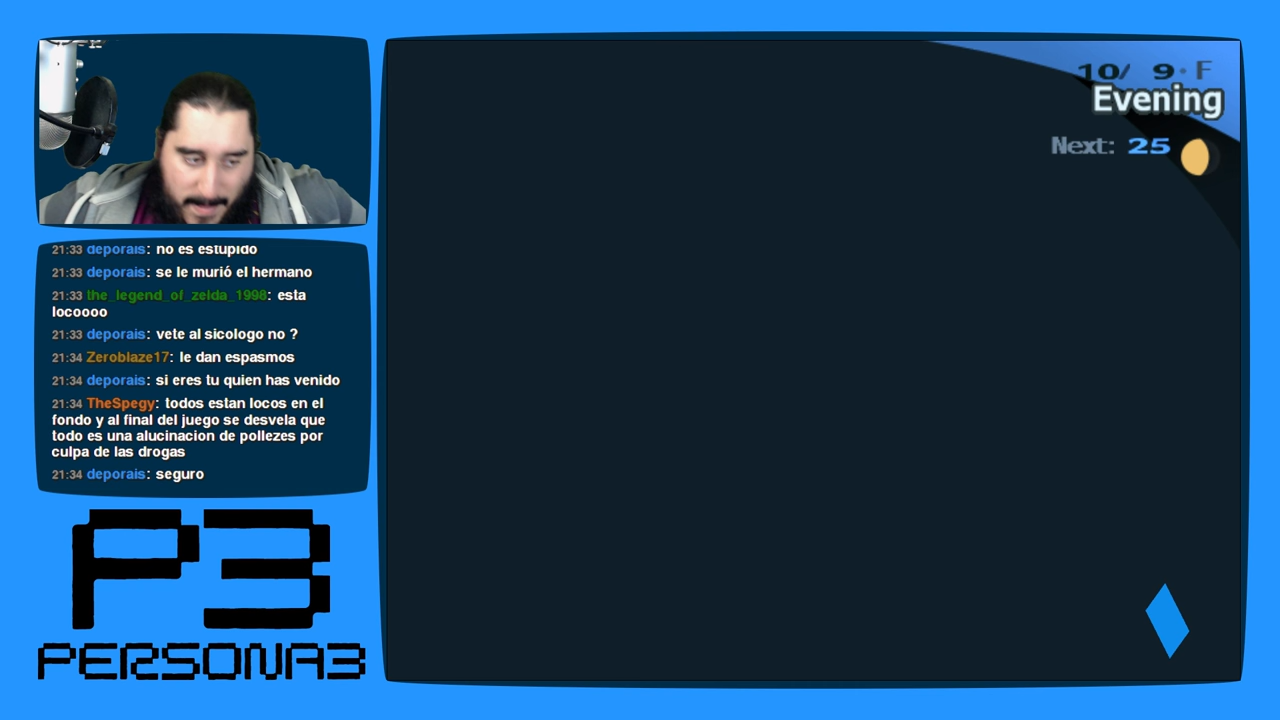 10/ 9・F
Evening
Next: 25
21:33 deporais: no es estupido
21:33 deporais: se le murió el hermano
21:33 the_legend_of_zelda_1998: esta
locoooo
21:33 deporais: vete al sicologo no ?
21:34 Zeroblaze17: le dan espasmos
21:34 deporais: si eres tu quien has venido
21:34 TheSpegy: todos estan locos en el
fondo y al final del juego se desvela que
todo es una alucinacion de pollezes por
culpa de las drogas
21:34 deporais: seguro
P3
PERSONA3